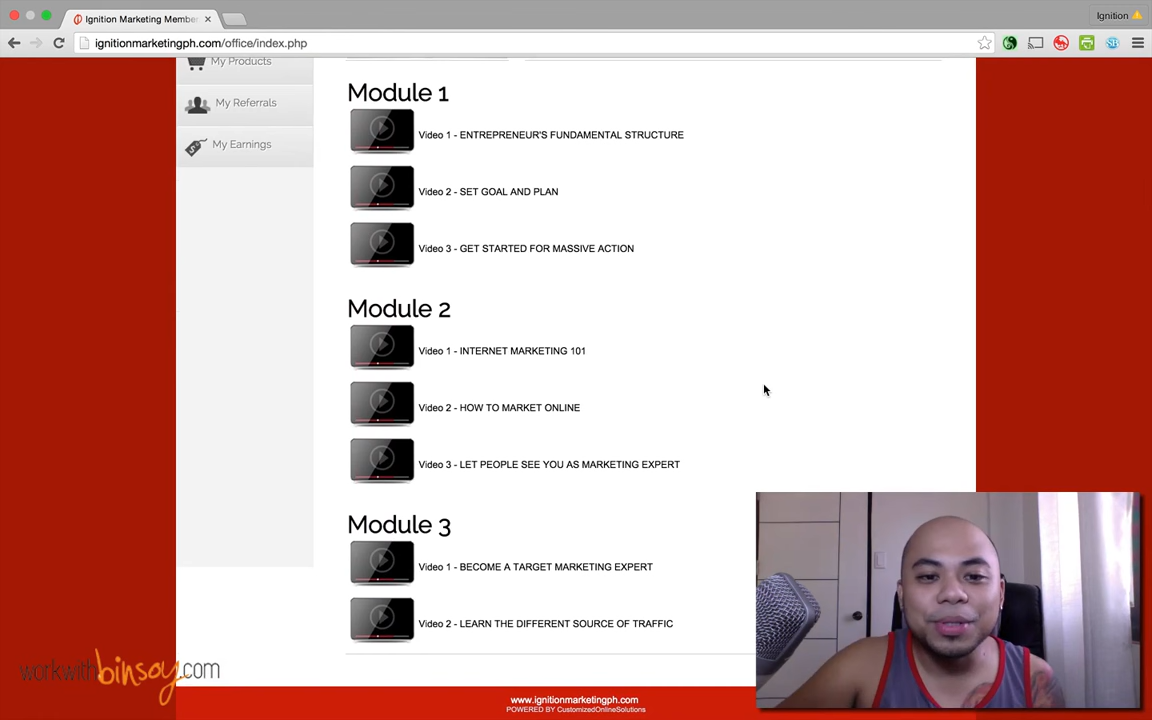 Ignition Marketing Membe
Ignition
ignitionmarketingph.com/office/index.php
My Products
My Referrals
My Earnings
Module 1
Video 1 - ENTREPRENEUR'S FUNDAMENTAL STRUCTURE
Video 2 - SET GOAL AND PLAN
Video 3 - GET STARTED FOR MASSIVE ACTION
Module 2
Video 1 - INTERNET MARKETING 101
Video 2 - HOW TO MARKET ONLINE
Video 3 - LET PEOPLE SEE YOU AS MARKETING EXPERT
Module 3
Video 1 - BECOME A TARGET MARKETING EXPERT
Video 2 - LEARN THE DIFFERENT SOURCE OF TRAFFIC
workwithbinsoy.com
www.ignitionmarketingph.com
POWERED BY CustomizedOnlineSolutions